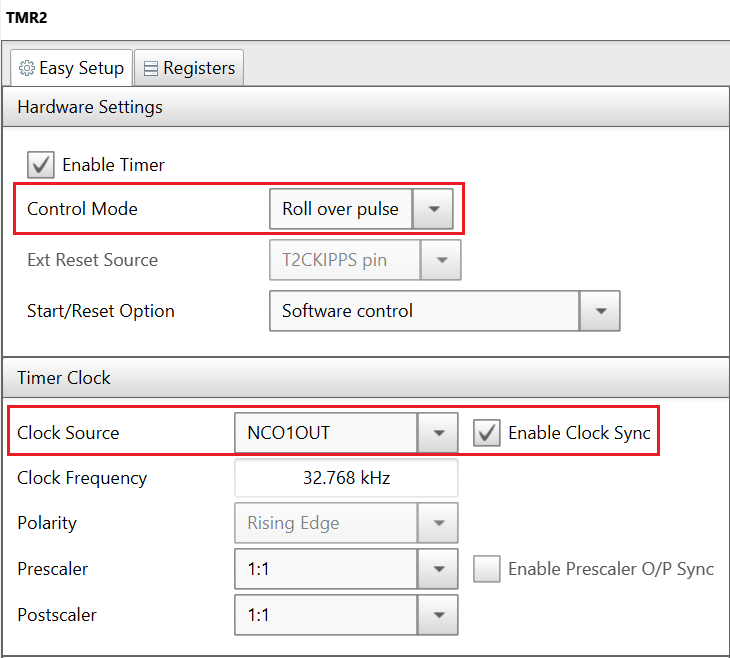 TMR2
Easy Setup Registers
Hardware Settings
Enable Timer
Control Mode Roll over pulse
Ext Reset Source T2CKIPPS pin
Start/Reset Option Software control
Timer Clock
Clock Source NCO1OUT Enable Clock Sync
Clock Frequency 32.768 kHz
Polarity Rising Edge
Prescaler 1:1 Enable Prescaler O/P Sync
Postscaler 1:1